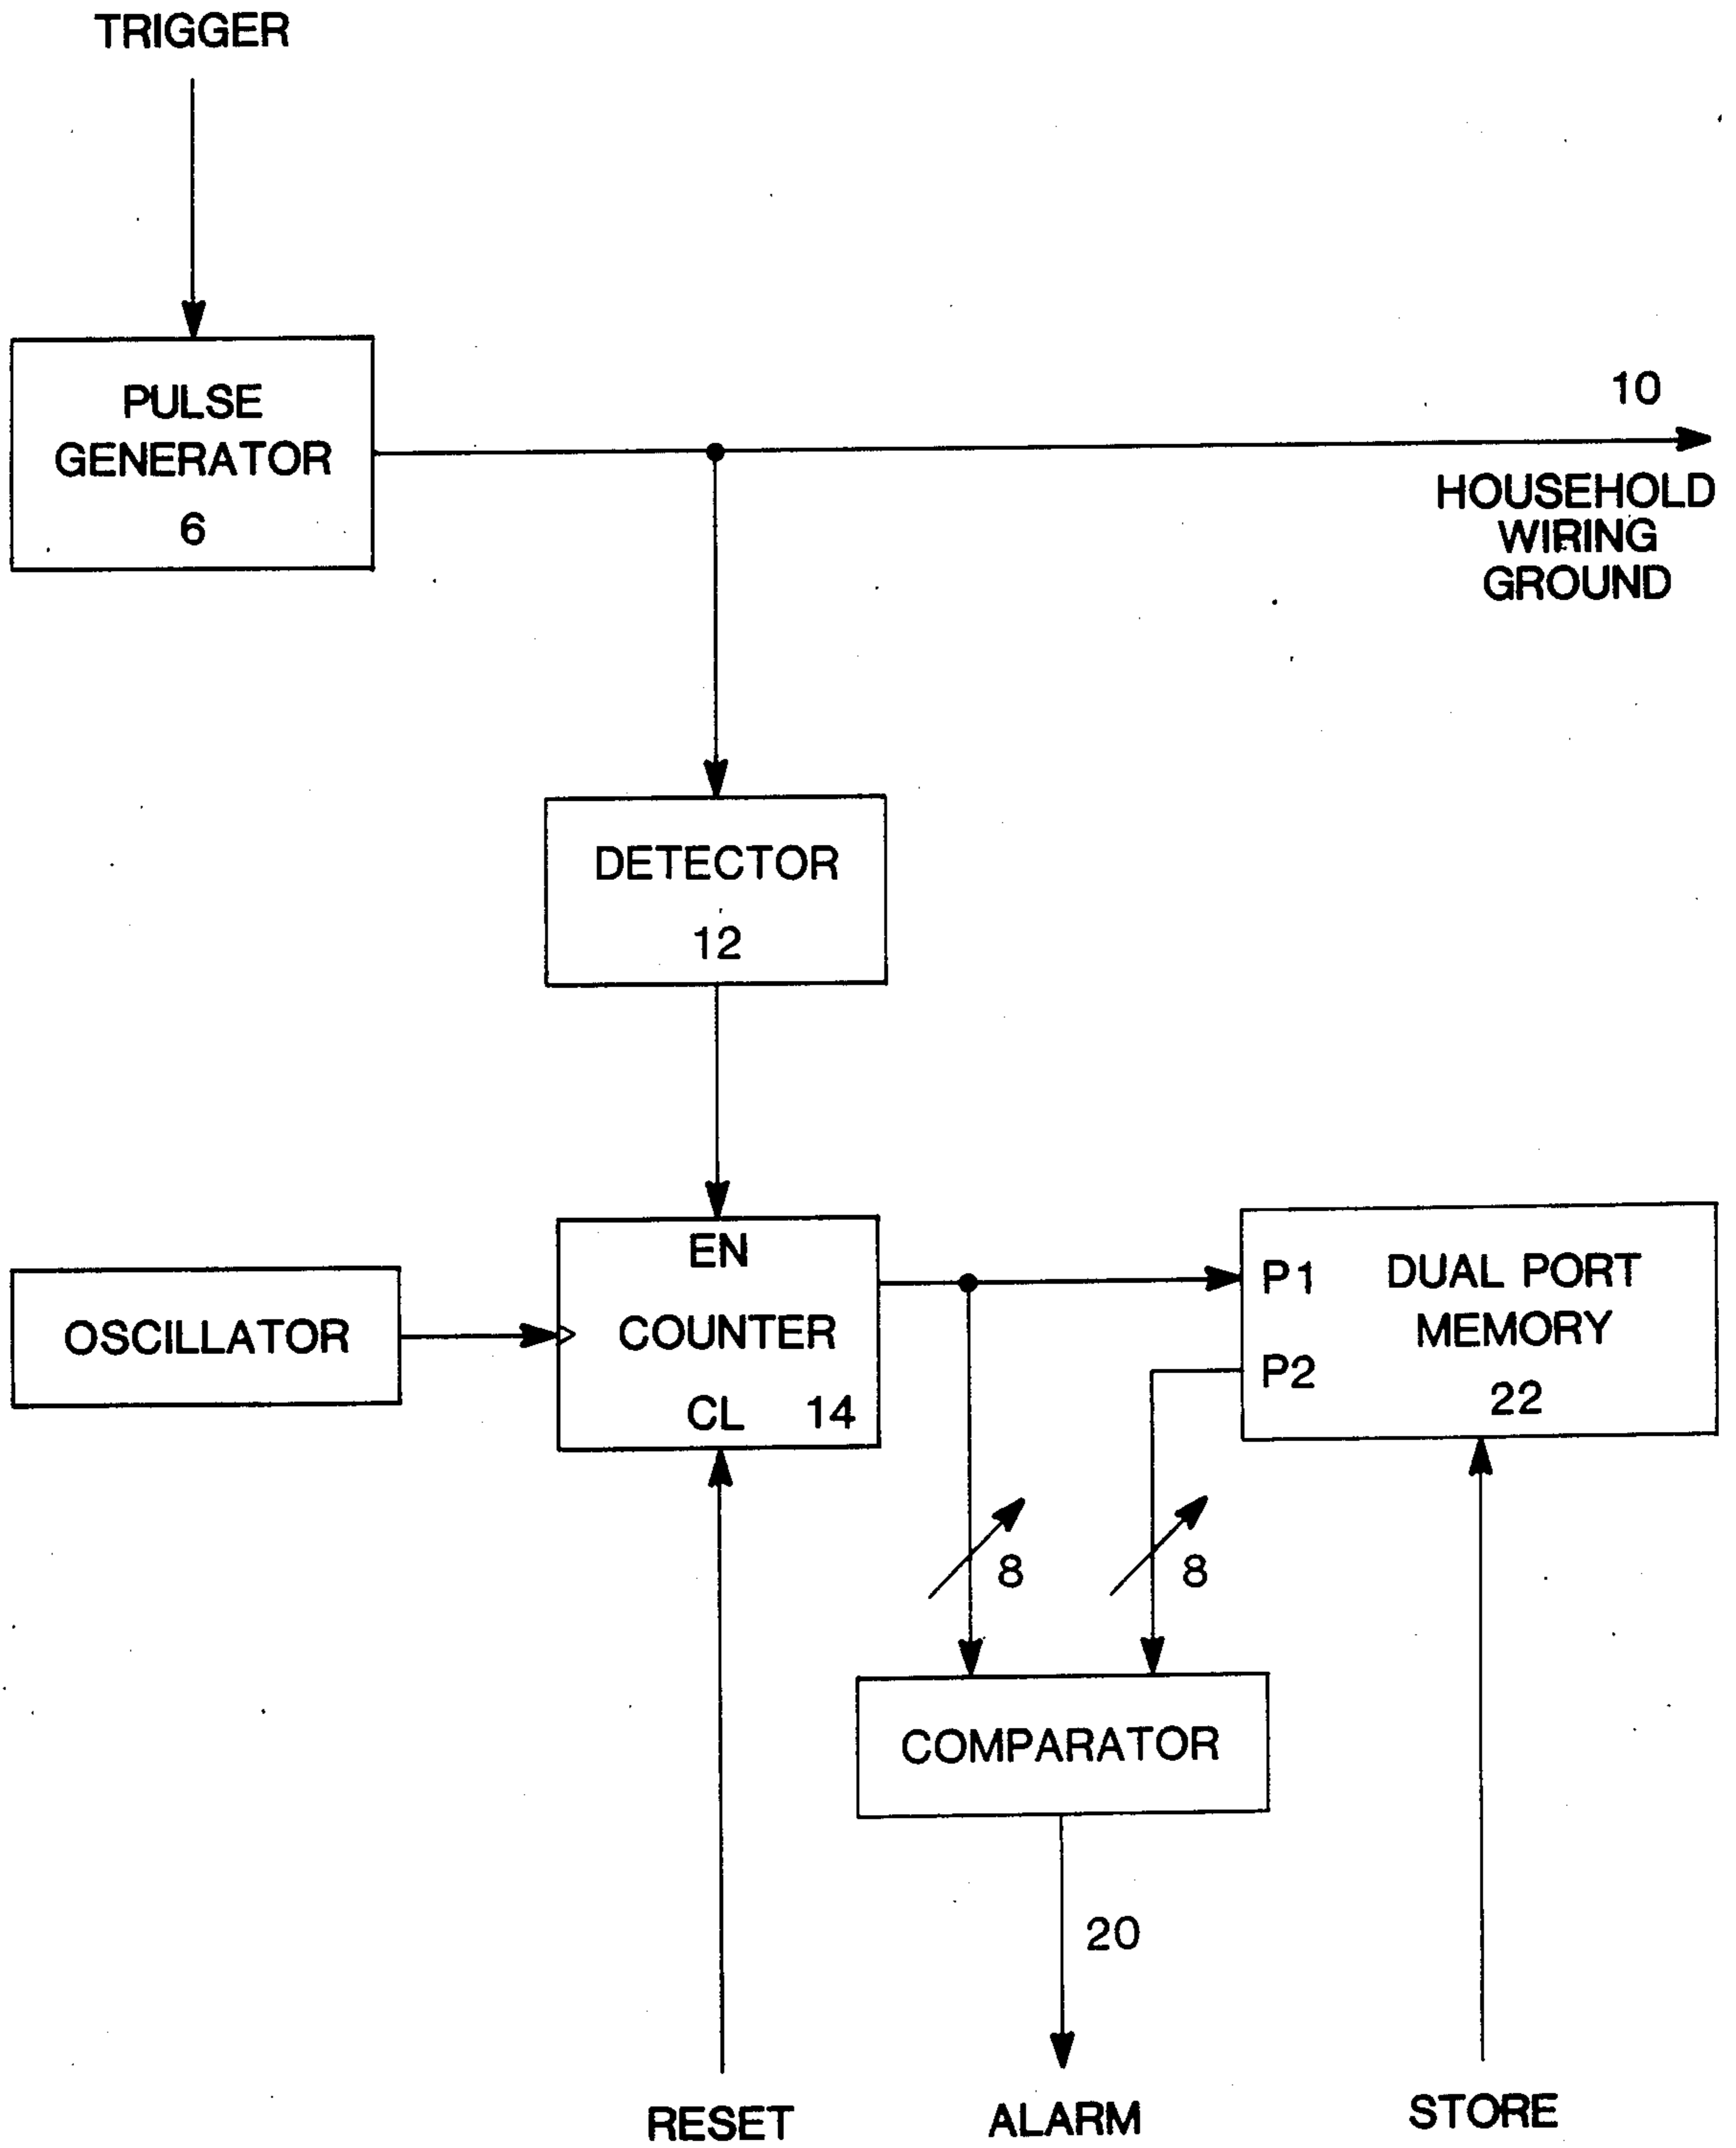 TRIGGER
PULSE
GENERATOR
6
10
HOUSEHOLD
WIRING
GROUND
DETECTOR
12
OSCILLATOR
EN
COUNTER
CL 14
P1
P2
DUAL PORT
MEMORY
22
8
8
COMPARATOR
20
RESET
ALARM
STORE